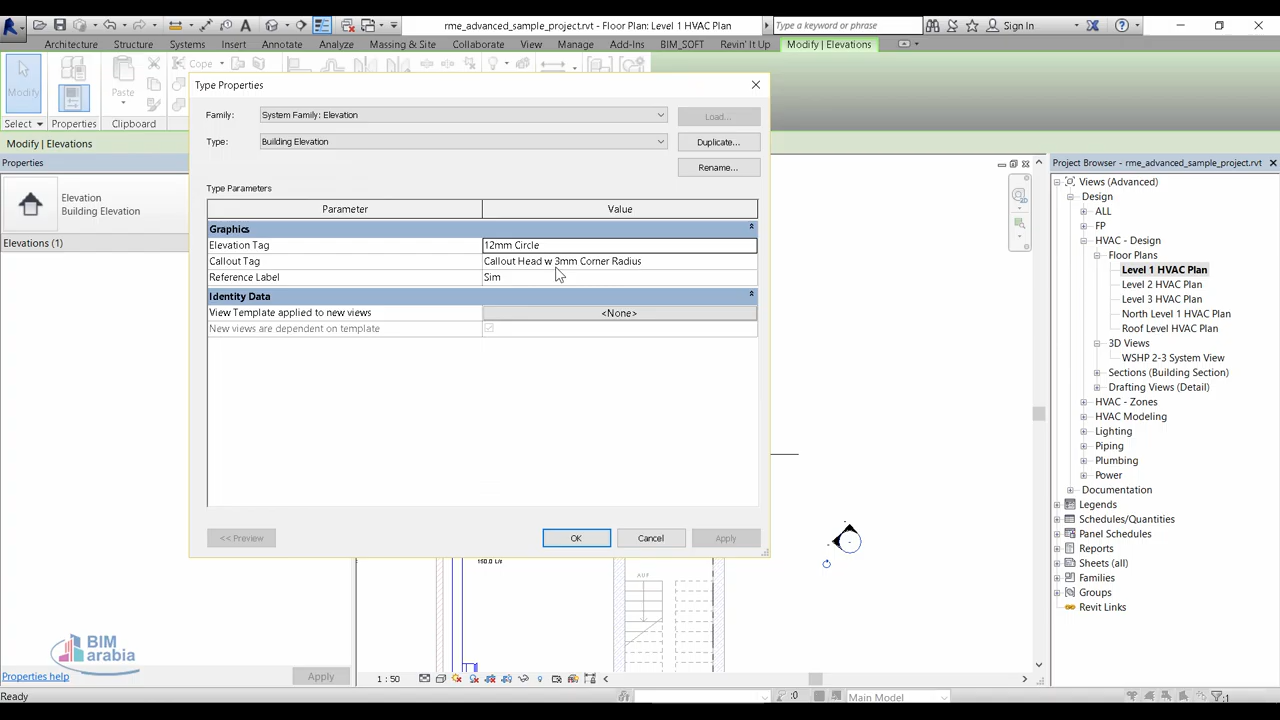 rme_advanced_sample_project.rvt - Floor Plan: Level 1 HVAC Plan
Type a keyword or phrase
Sign In
Architecture Structure Systems Insert Annotate Analyze Massing & Site Collaborate View Manage Add-Ins BIM_SOFT Revin' It Up Modify | Elevations
Modify
Paste
Cope
Select Properties Clipboard
Modify | Elevations
Properties
Elevation
Building Elevation
Elevations (1)
Properties help
Apply
BIM
arabia
Type Properties
Family: System Family: Elevation Load...
Type: Building Elevation Duplicate...
Rename...
Type Parameters
Parameter Value
Graphics
Elevation Tag 12mm Circle
Callout Tag Callout Head w 3mm Corner Radius
Reference Label Sim
Identity Data
View Template applied to new views <None>
New views are dependent on template
<< Preview OK Cancel Apply
AUF
1 : 50
Project Browser - rme_advanced_sample_project.rvt
Views (Advanced)
Design
ALL
FP
HVAC - Design
Floor Plans
Level 1 HVAC Plan
Level 2 HVAC Plan
Level 3 HVAC Plan
North Level 1 HVAC Plan
Roof Level HVAC Plan
3D Views
WSHP 2-3 System View
Sections (Building Section)
Drafting Views (Detail)
HVAC - Zones
HVAC Modeling
Lighting
Piping
Plumbing
Power
Documentation
Legends
Schedules/Quantities
Panel Schedules
Reports
Sheets (all)
Families
Groups
Revit Links
Ready
:0
Main Model
:1